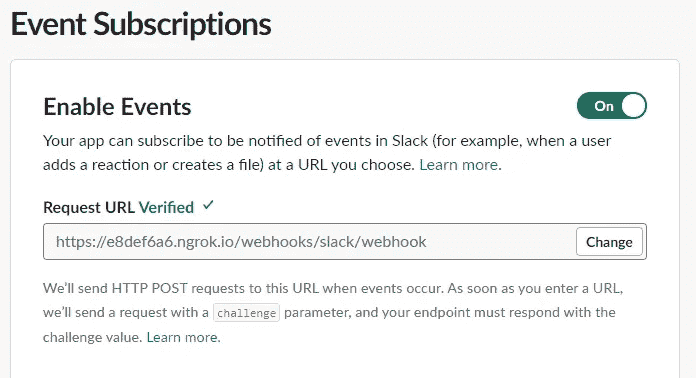 Event Subscriptions
Enable Events
On
Your app can subscribe to be notified of events in Slack (for example, when a user
adds a reaction or creates a file) at a URL you choose. Learn more.
Request URL Verified ✓
https://e8def6a6.ngrok.io/webhooks/slack/webhook
Change
We'll send HTTP POST requests to this URL when events occur. As soon as you enter a URL,
we'll send a request with a challenge parameter, and your endpoint must respond with the
challenge value. Learn more.